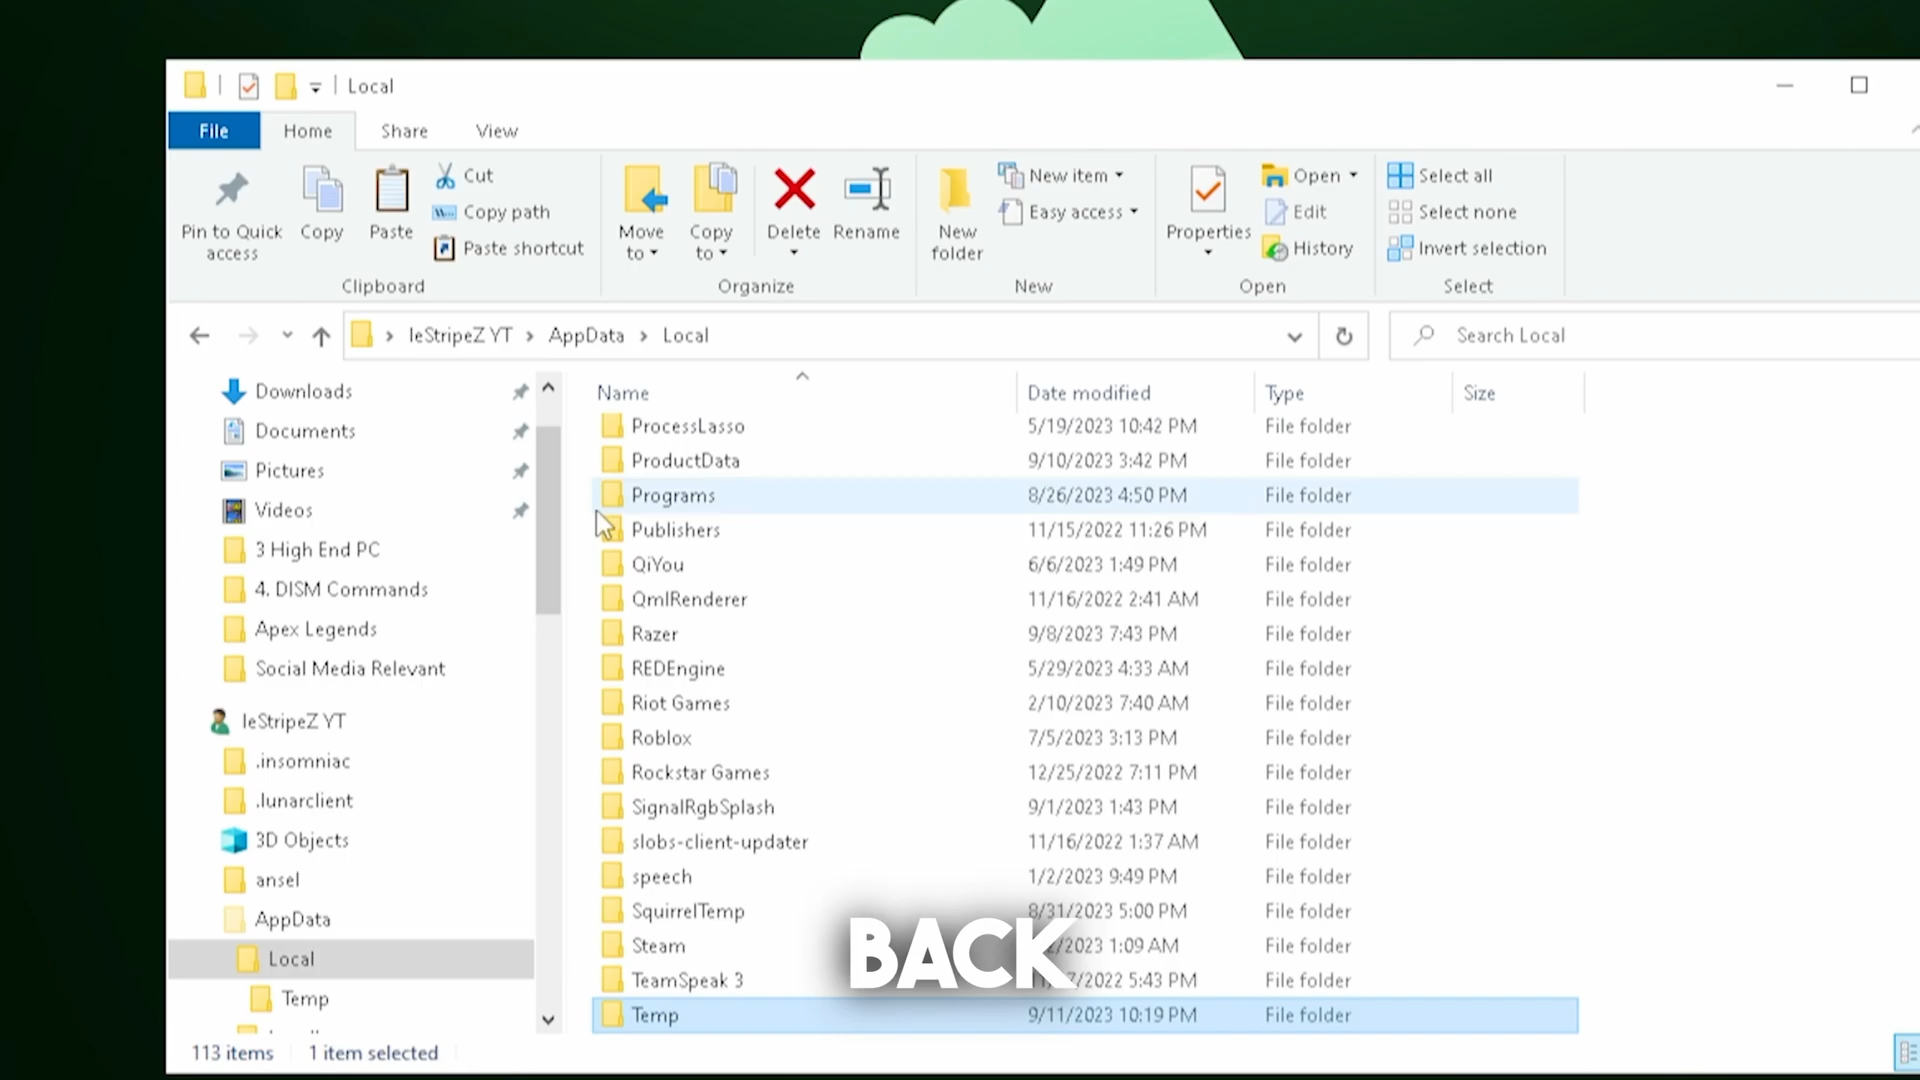 Local
File Home Share View
Pin to Quick access
Copy
Paste
Cut
Copy path
Paste shortcut
Clipboard
Move to
Copy to
Delete
Rename
Organize
New folder
New item
Easy access
New
Properties
Open
Edit
History
Open
Select all
Select none
Invert selection
Select
leStripeZ YT > AppData > Local
Search Local
Downloads
Documents
Pictures
Videos
3 High End PC
4. DISM Commands
Apex Legends
Social Media Relevant
leStripeZ YT
.insomniac
.lunarclient
3D Objects
ansel
AppData
Local
Temp
Name Date modified Type Size
ProcessLasso 5/19/2023 10:42 PM File folder
ProductData 9/10/2023 3:42 PM File folder
Programs 8/26/2023 4:50 PM File folder
Publishers 11/15/2022 11:26 PM File folder
QiYou 6/6/2023 1:49 PM File folder
QmlRenderer 11/16/2022 2:41 AM File folder
Razer 9/8/2023 7:43 PM File folder
REDEngine 5/29/2023 4:33 AM File folder
Riot Games 2/10/2023 7:40 AM File folder
Roblox 7/5/2023 3:13 PM File folder
Rockstar Games 12/25/2022 7:11 PM File folder
SignalRgbSplash 9/1/2023 1:43 PM File folder
slobs-client-updater 11/16/2022 1:37 AM File folder
speech 1/2/2023 9:49 PM File folder
SquirrelTemp 8/31/2023 5:00 PM File folder
Steam 1:09 AM File folder
TeamSpeak 3 2022 5:43 PM File folder
Temp 9/11/2023 10:19 PM File folder
BACK
113 items 1 item selected